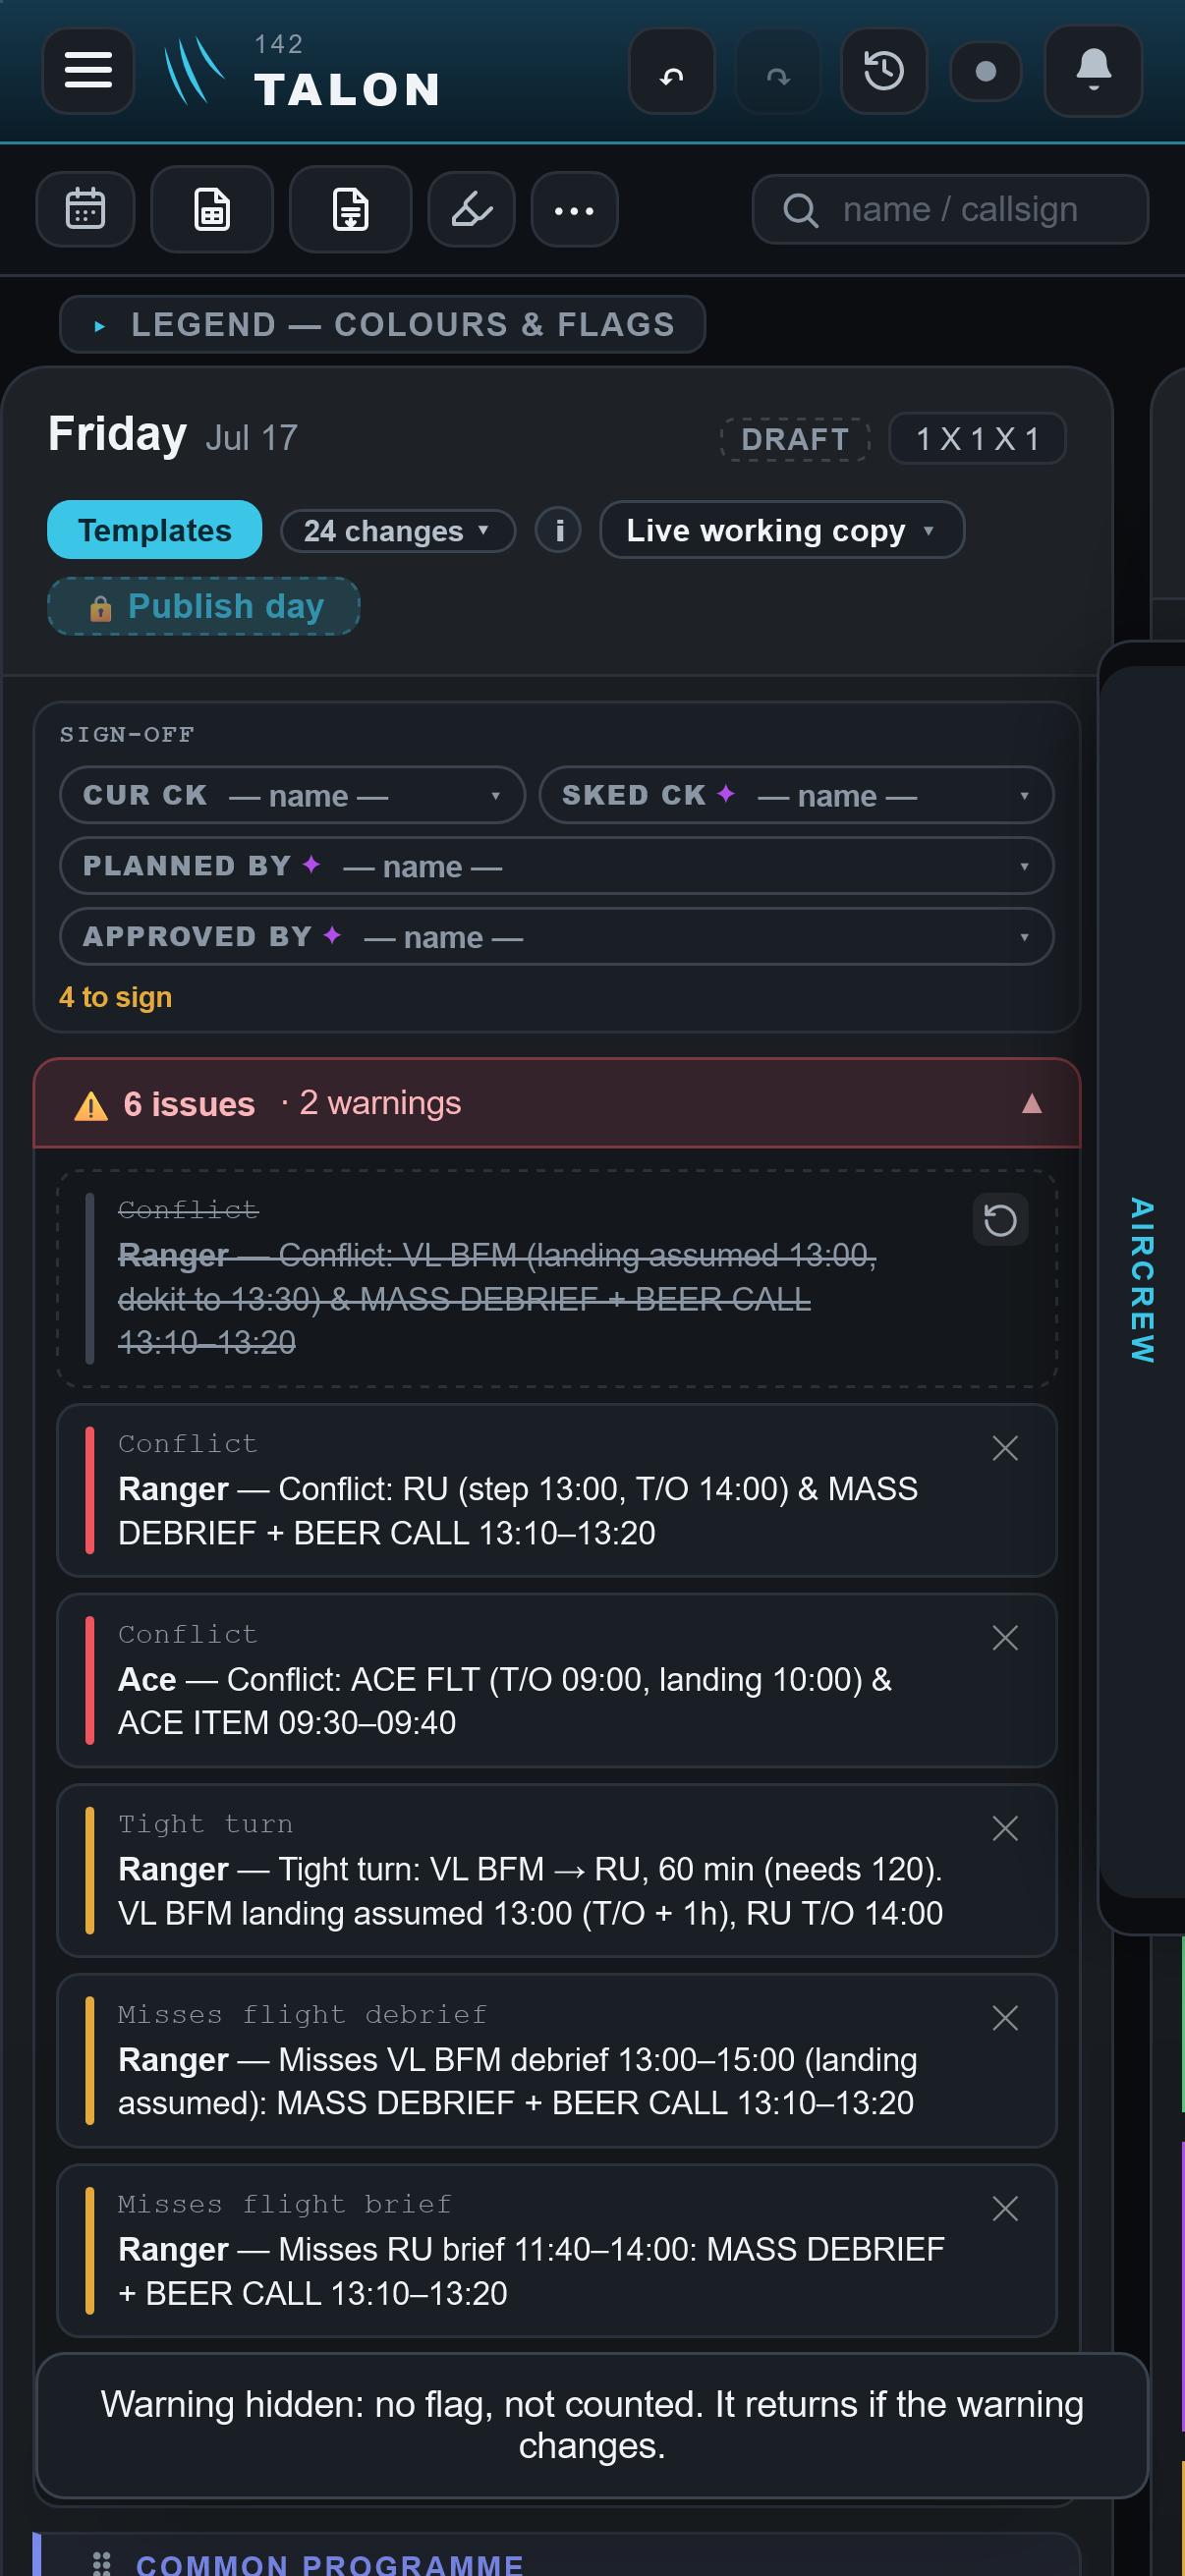 142
TALON
name / callsign
LEGEND — COLOURS & FLAGS
Friday Jul 17 DRAFT 1 X 1 X 1
Templates 24 changes i Live working copy
Publish day
SIGN-OFF
CUR CK — name — SKED CK — name —
PLANNED BY — name —
APPROVED BY — name —
4 to sign
6 issues · 2 warnings
Conflict
Ranger — Conflict: VL BFM (landing assumed 13:00,
dekit to 13:30) & MASS DEBRIEF + BEER CALL
13:10–13:20
Conflict
Ranger — Conflict: RU (step 13:00, T/O 14:00) & MASS
DEBRIEF + BEER CALL 13:10–13:20
Conflict
Ace — Conflict: ACE FLT (T/O 09:00, landing 10:00) &
ACE ITEM 09:30–09:40
Tight turn
Ranger — Tight turn: VL BFM → RU, 60 min (needs 120).
VL BFM landing assumed 13:00 (T/O + 1h), RU T/O 14:00
Misses flight debrief
Ranger — Misses VL BFM debrief 13:00–15:00 (landing
assumed): MASS DEBRIEF + BEER CALL 13:10–13:20
Misses flight brief
Ranger — Misses RU brief 11:40–14:00: MASS DEBRIEF
+ BEER CALL 13:10–13:20
Warning hidden: no flag, not counted. It returns if the warning
changes.
COMMON PROGRAMME
AIRCREW